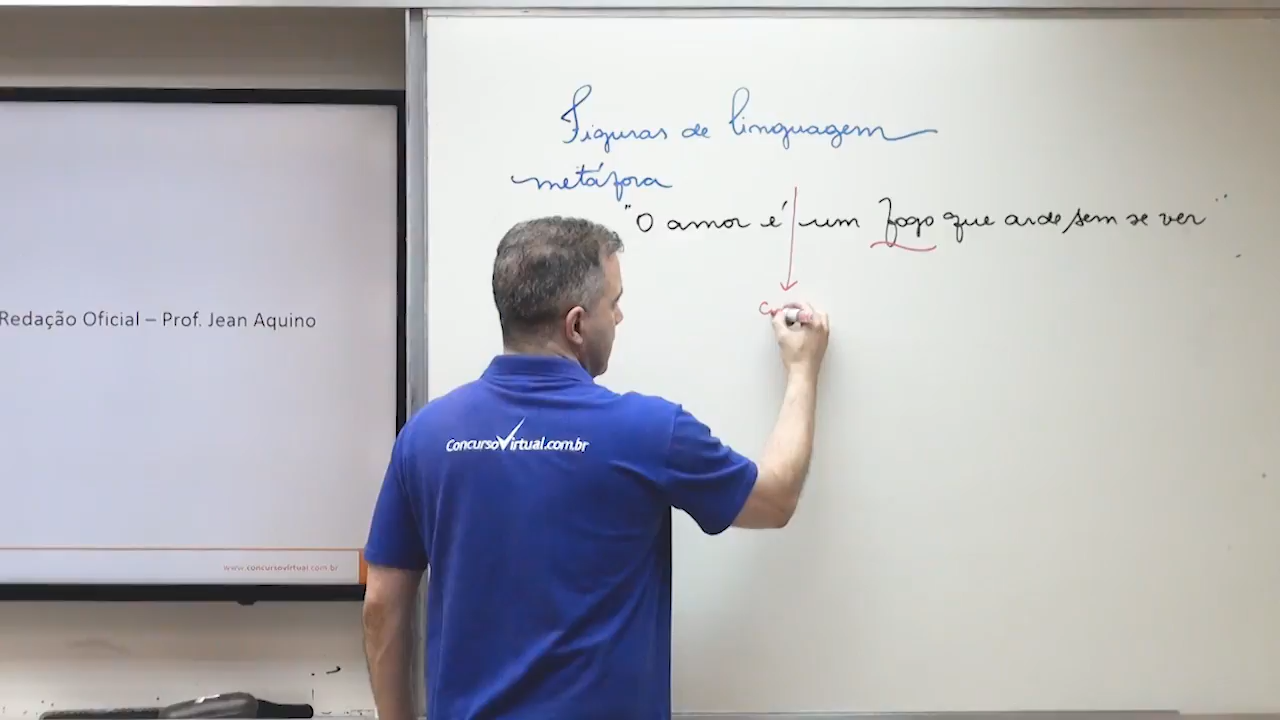 Figuras de linguagem
metáfora
"O amor é um fogo que arde sem se ver"
Redação Oficial – Prof. Jean Aquino
ConcursoVirtual.com.br
www.concursovirtual.com.br